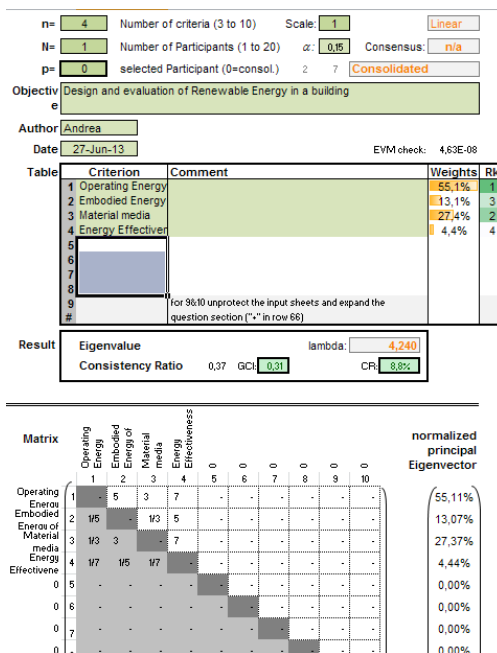 n= 4 Number of criteria (3 to 10) Scale: 1 Linear
N= 1 Number of Participants (1 to 20) α: 0,15 Consensus: n/a
p= 0 selected Participant (0=consol.) 2 7 Consolidated
Objectiv
e
Design and evaluation of Renewable Energy in a building
Author Andrea
Date 27-Jun-13 EVM check: 4,63E-08
Table Criterion Comment Weights Rk
1 Operating Energy 55,1% 1
2 Embodied Energy 13,1% 3
3 Material media 27,4% 2
4 Energy Effectiver 4,4% 4
5
6
7
8
9 for 9&10 unprotect the input sheets and expand the
# question section ("+" in row 66)
Result Eigenvalue lambda: 4,240
Consistency Ratio 0,37 GCI: 0,31 CR: 8,8%
Matrix
Operating
Energy
Embodied
Energy of
Material
media
Energy
Effectiveness
0 0 0 0 0 0
normalized
principal
Eigenvector
1 2 3 4 5 6 7 8 9 10
Operating
Energy
1 - 5 3 7 - - - - - - 55,11%
Embodied
Energy of
2 1/5 - 1/3 5 - - - - - - 13,07%
Material
media
3 1/3 3 - 7 - - - - - - 27,37%
Energy
Effectivene
4 1/7 1/5 1/7 - - - - - - - 4,44%
0 5 - - - - - - - - - - 0,00%
0 6 - - - - - - - - - - 0,00%
0 7 - - - - - - - - - - 0,00%
0 - - - - - - - - - - 0,00%